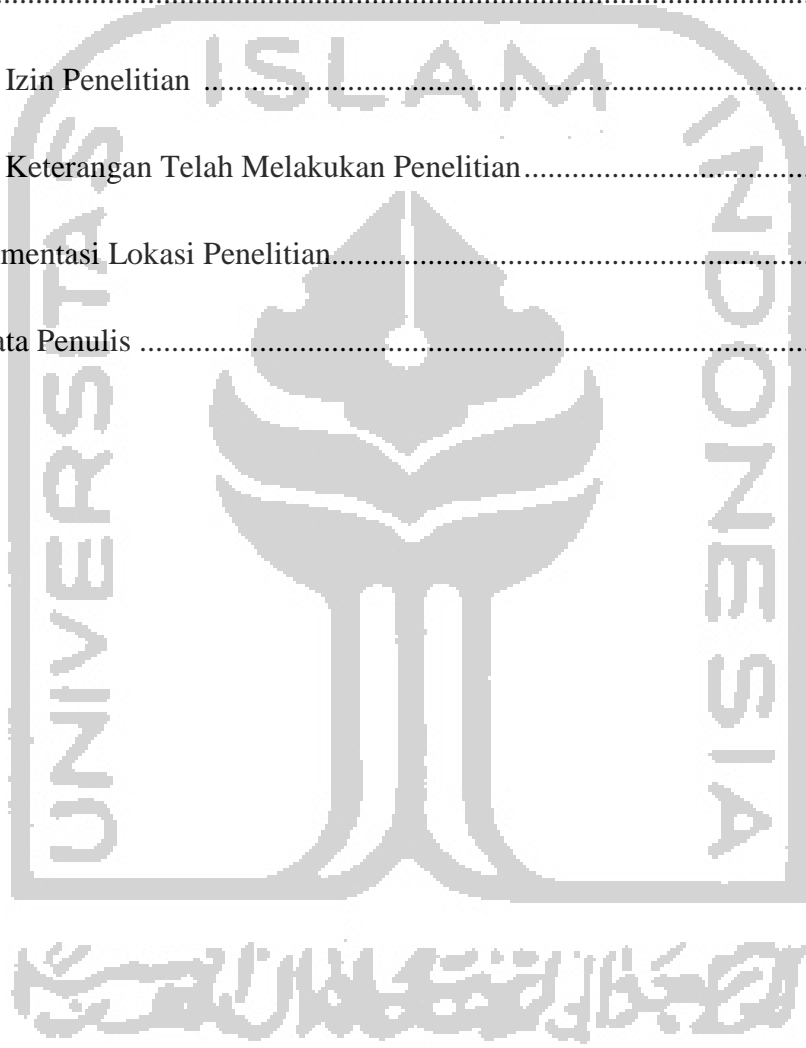 ................................................................................................
Izin Penelitian ............................................................................
Keterangan Telah Melakukan Penelitian....................................
mentasi Lokasi Penelitian............................................................
ata Penulis ....................................................................................
UNIVERSITAS ISLAM INDONESIA